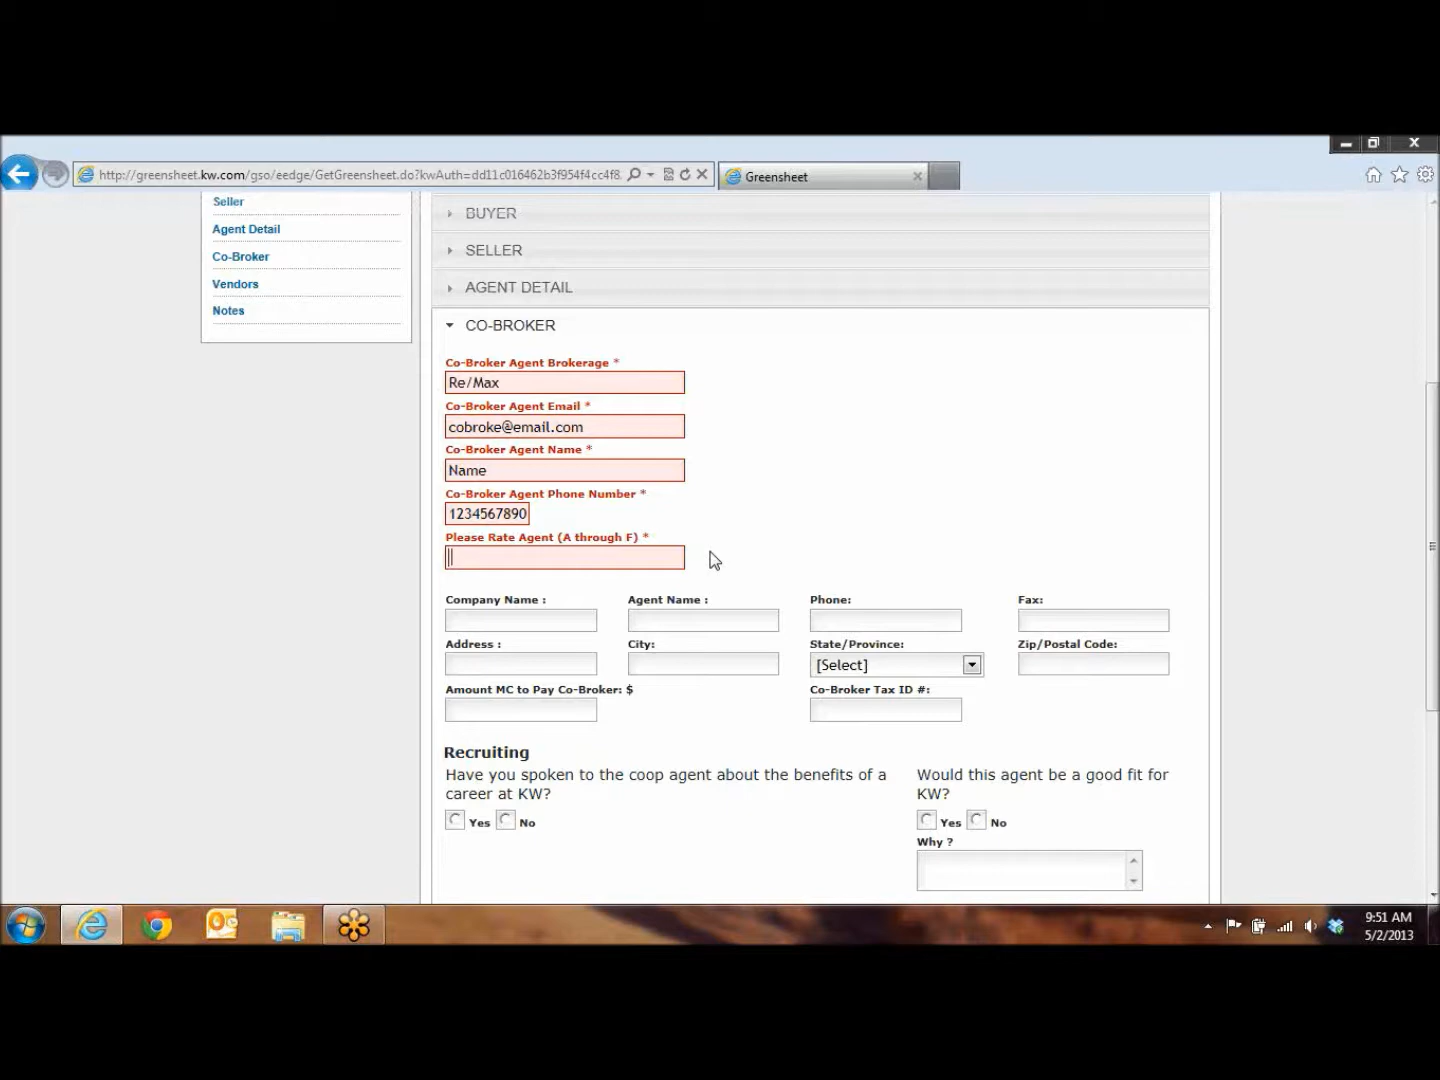 http://greensheet.kw.com/gso/eedge/GetGreensheet.do?kwAuth=dd11c016462b3f954f4cc4f8.
Greensheet
Seller
Agent Detail
Co-Broker
Vendors
Notes
BUYER
SELLER
AGENT DETAIL
CO-BROKER
Co-Broker Agent Brokerage *
Re/Max
Co-Broker Agent Email *
cobroke@email.com
Co-Broker Agent Name *
Name
Co-Broker Agent Phone Number *
1234567890
Please Rate Agent (A through F) *
Company Name : Agent Name : Phone: Fax:
Address : City: State/Province: Zip/Postal Code:
[Select]
Amount MC to Pay Co-Broker: $ Co-Broker Tax ID #:
Recruiting
Have you spoken to the coop agent about the benefits of a
career at KW?
Yes No
Would this agent be a good fit for
KW?
Yes No
Why ?
9:51 AM
5/2/2013